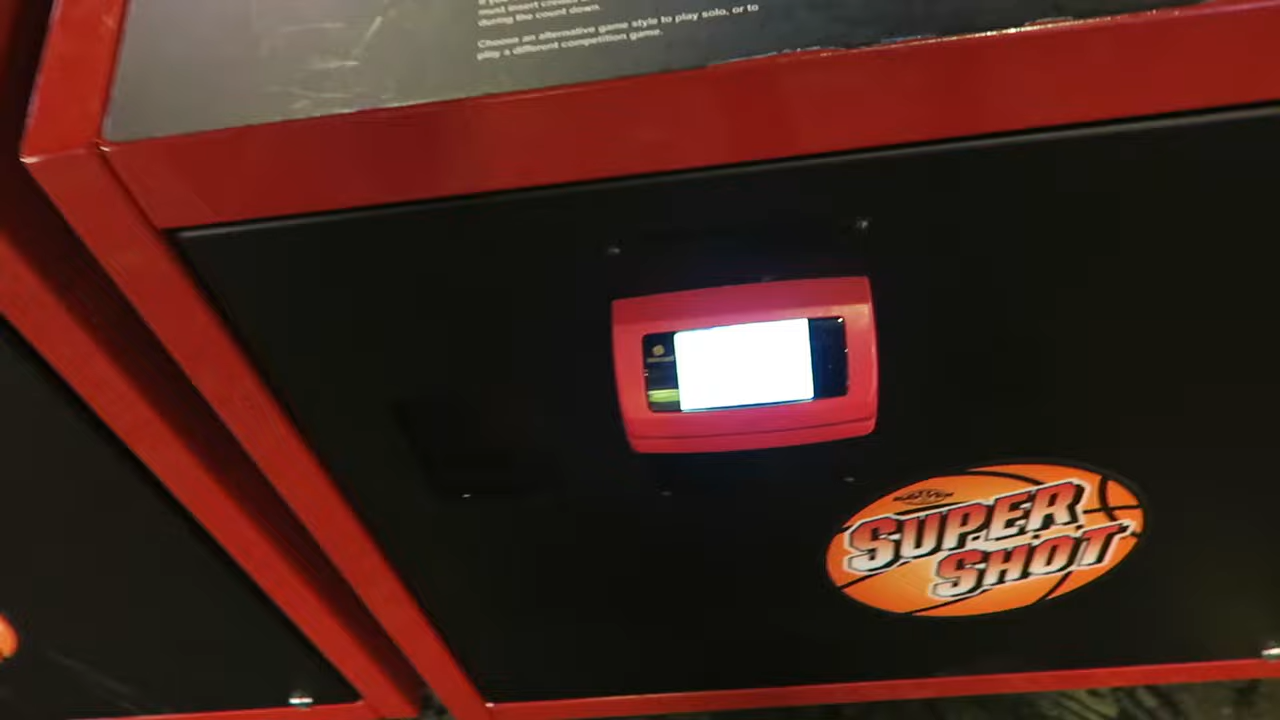 must insert credits
during the count down.
Choose an alternative game style to play solo, or to
play a different competition game.
SUPER
SHOT